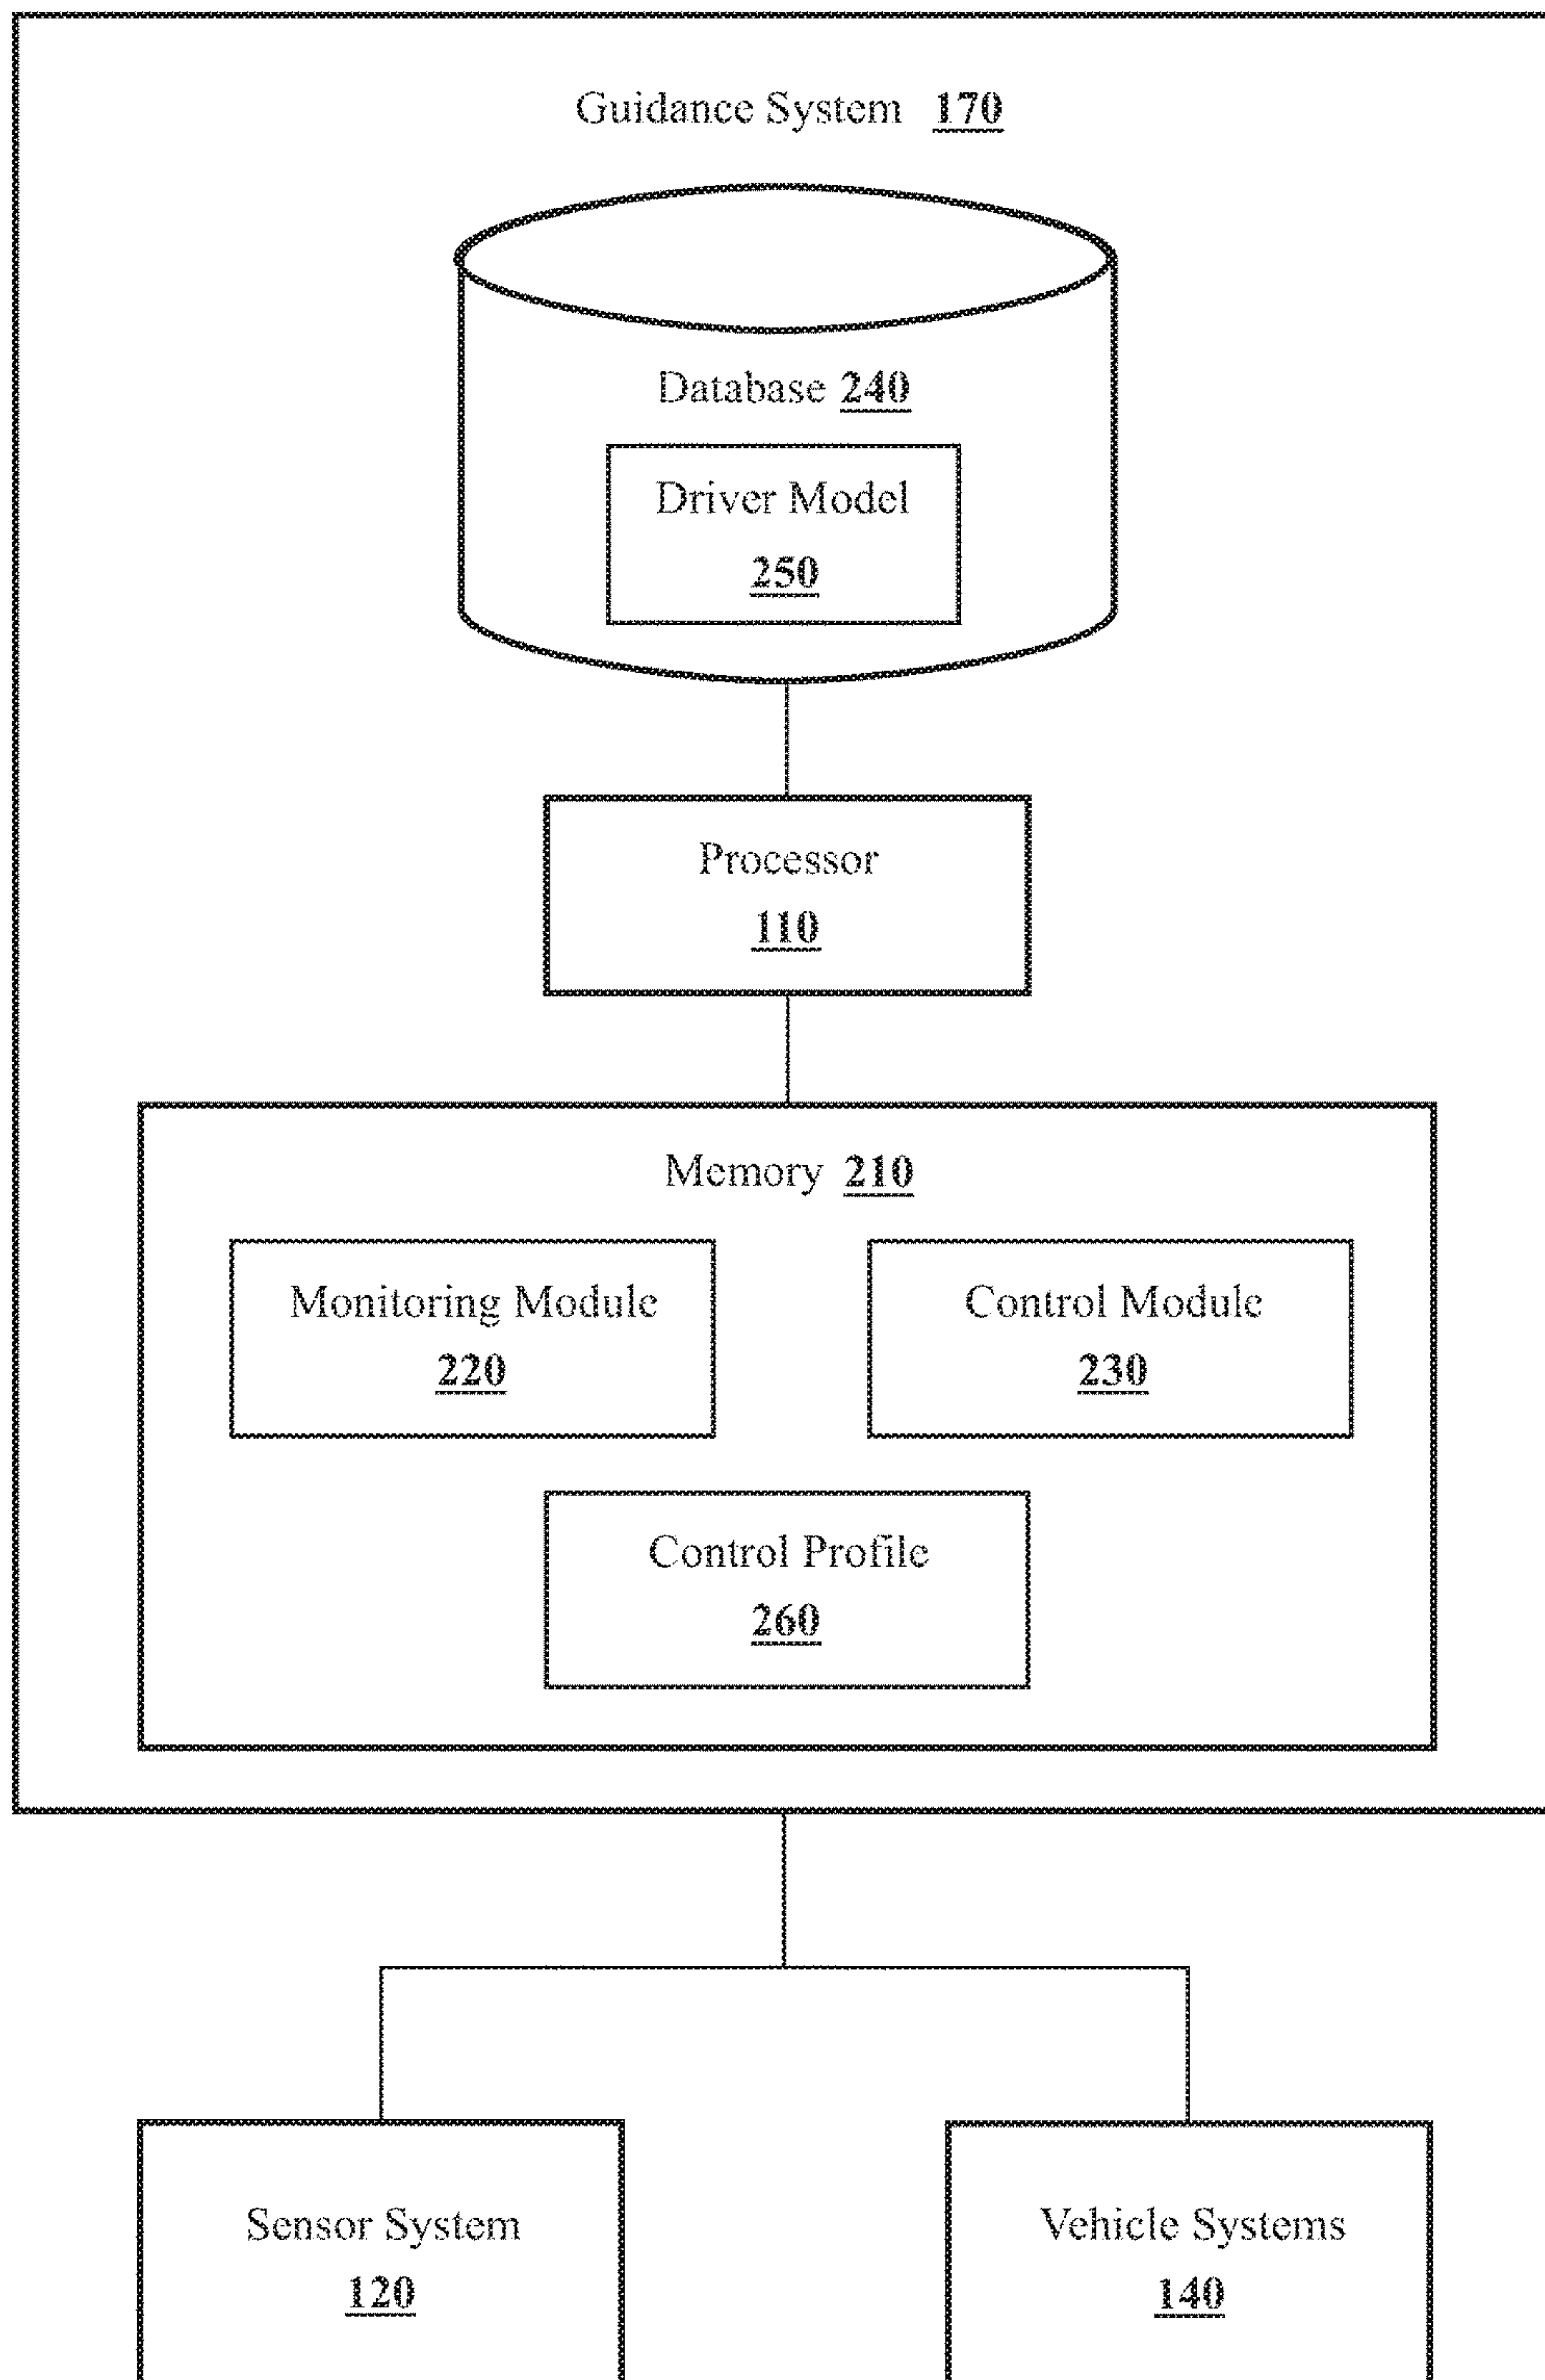 Guidance System 170
Database 240
Driver Model
250
Processor
110
Memory 210
Monitoring Module
220
Control Module
230
Control Profile
260
Sensor System
120
Vehicle Systems
140